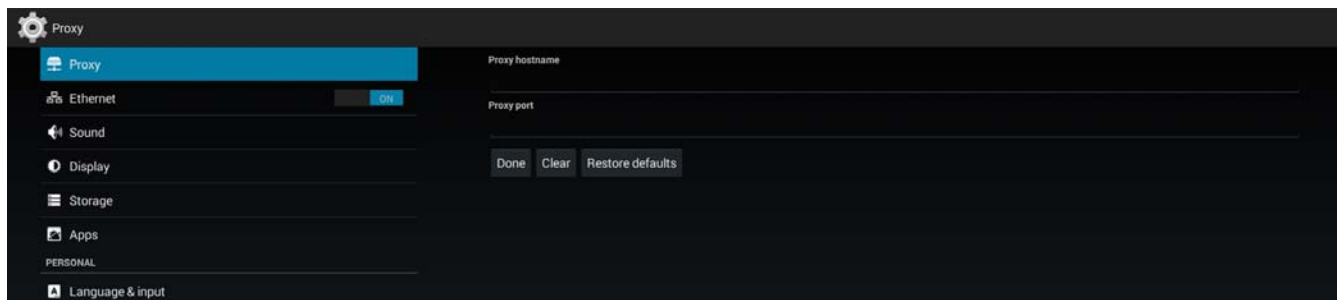 Proxy
Proxy
Ethernet
ON
Sound
Display
Storage
Apps
PERSONAL
Language & input
Proxy hostname
Proxy port
Done Clear Restore defaults